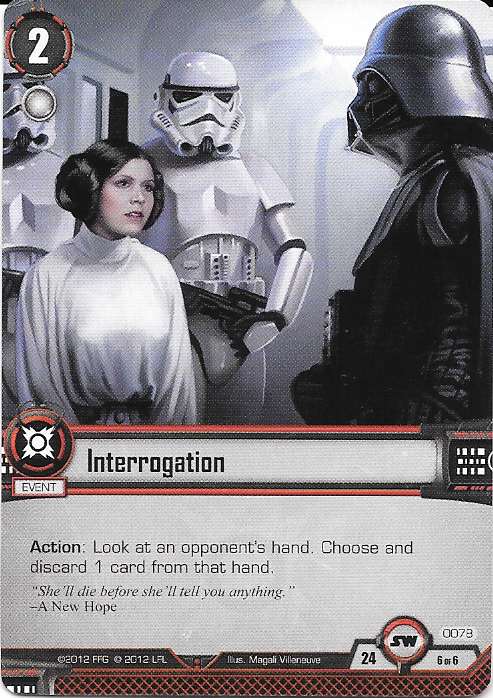 2
Interrogation
EVENT
Action: Look at an opponent's hand. Choose and
discard 1 card from that hand.
“She'll die before she'll tell you anything.”
–A New Hope
SW
0073
©2012 FFG © 2012 LFL Illus. Magali Villeneuve 24 6 OF 6